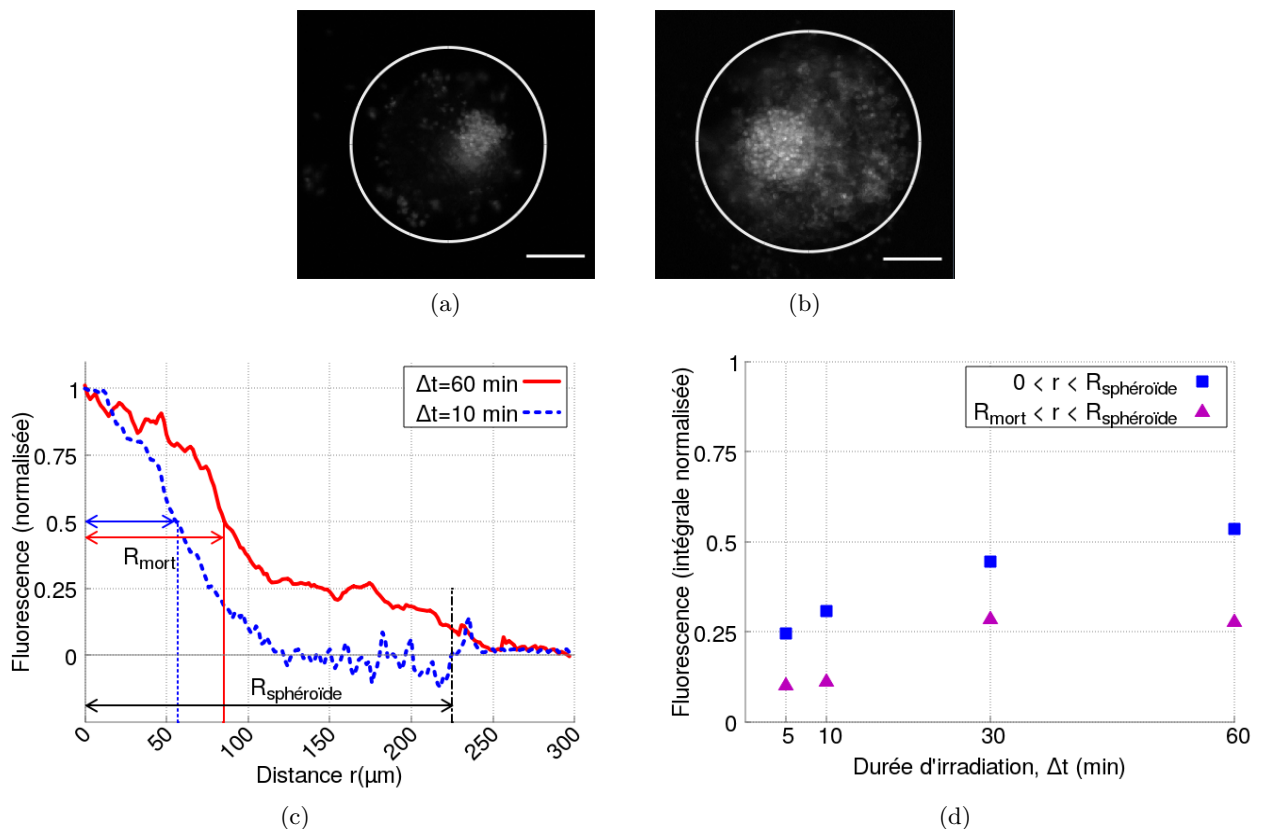 (a)
(b)
Fluorescence (normalisée)
1
0.75
0.5
0.25
0
Δt=60 min
Δt=10 min
R_mort
R_sphéroïde
0
50
100
150
200
250
300
Distance r(μm)
(c)
Fluorescence (intégrale normalisée)
1
0.75
0.5
0.25
0
0 < r < R_sphéroïde
R_mort < r < R_sphéroïde
5
10
30
60
Durée d'irradiation, Δt (min)
(d)